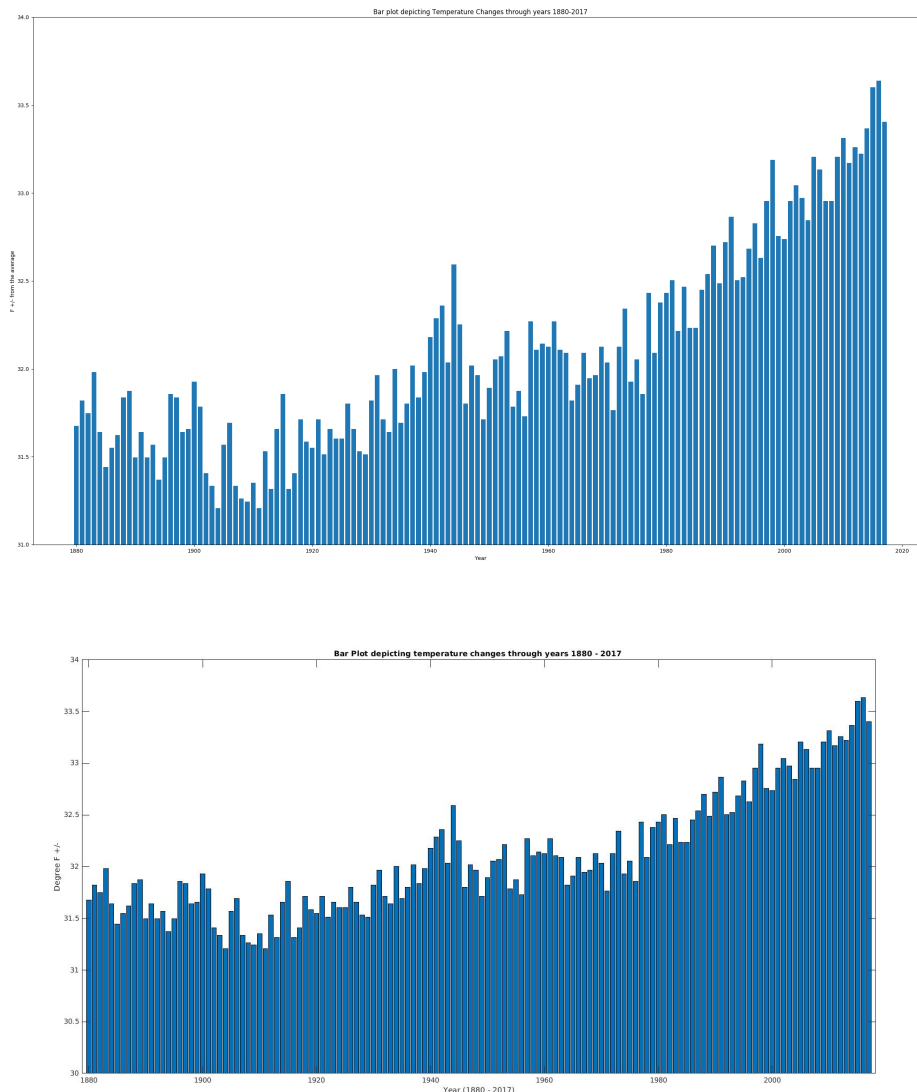 Bar plot depicting Temperature Changes through years 1880-2017
34.0
33.5
33.0
32.5
32.0
31.5
31.0
F +/- from the average
1880 1900 1920 1940 1960 1980 2000 2020
Year
Bar Plot depicting temperature changes through years 1880 - 2017
34
33.5
33
32.5
32
31.5
31
30.5
30
Degree F +/-
1880 1900 1920 1940 1960 1980 2000
Year (1880 - 2017)